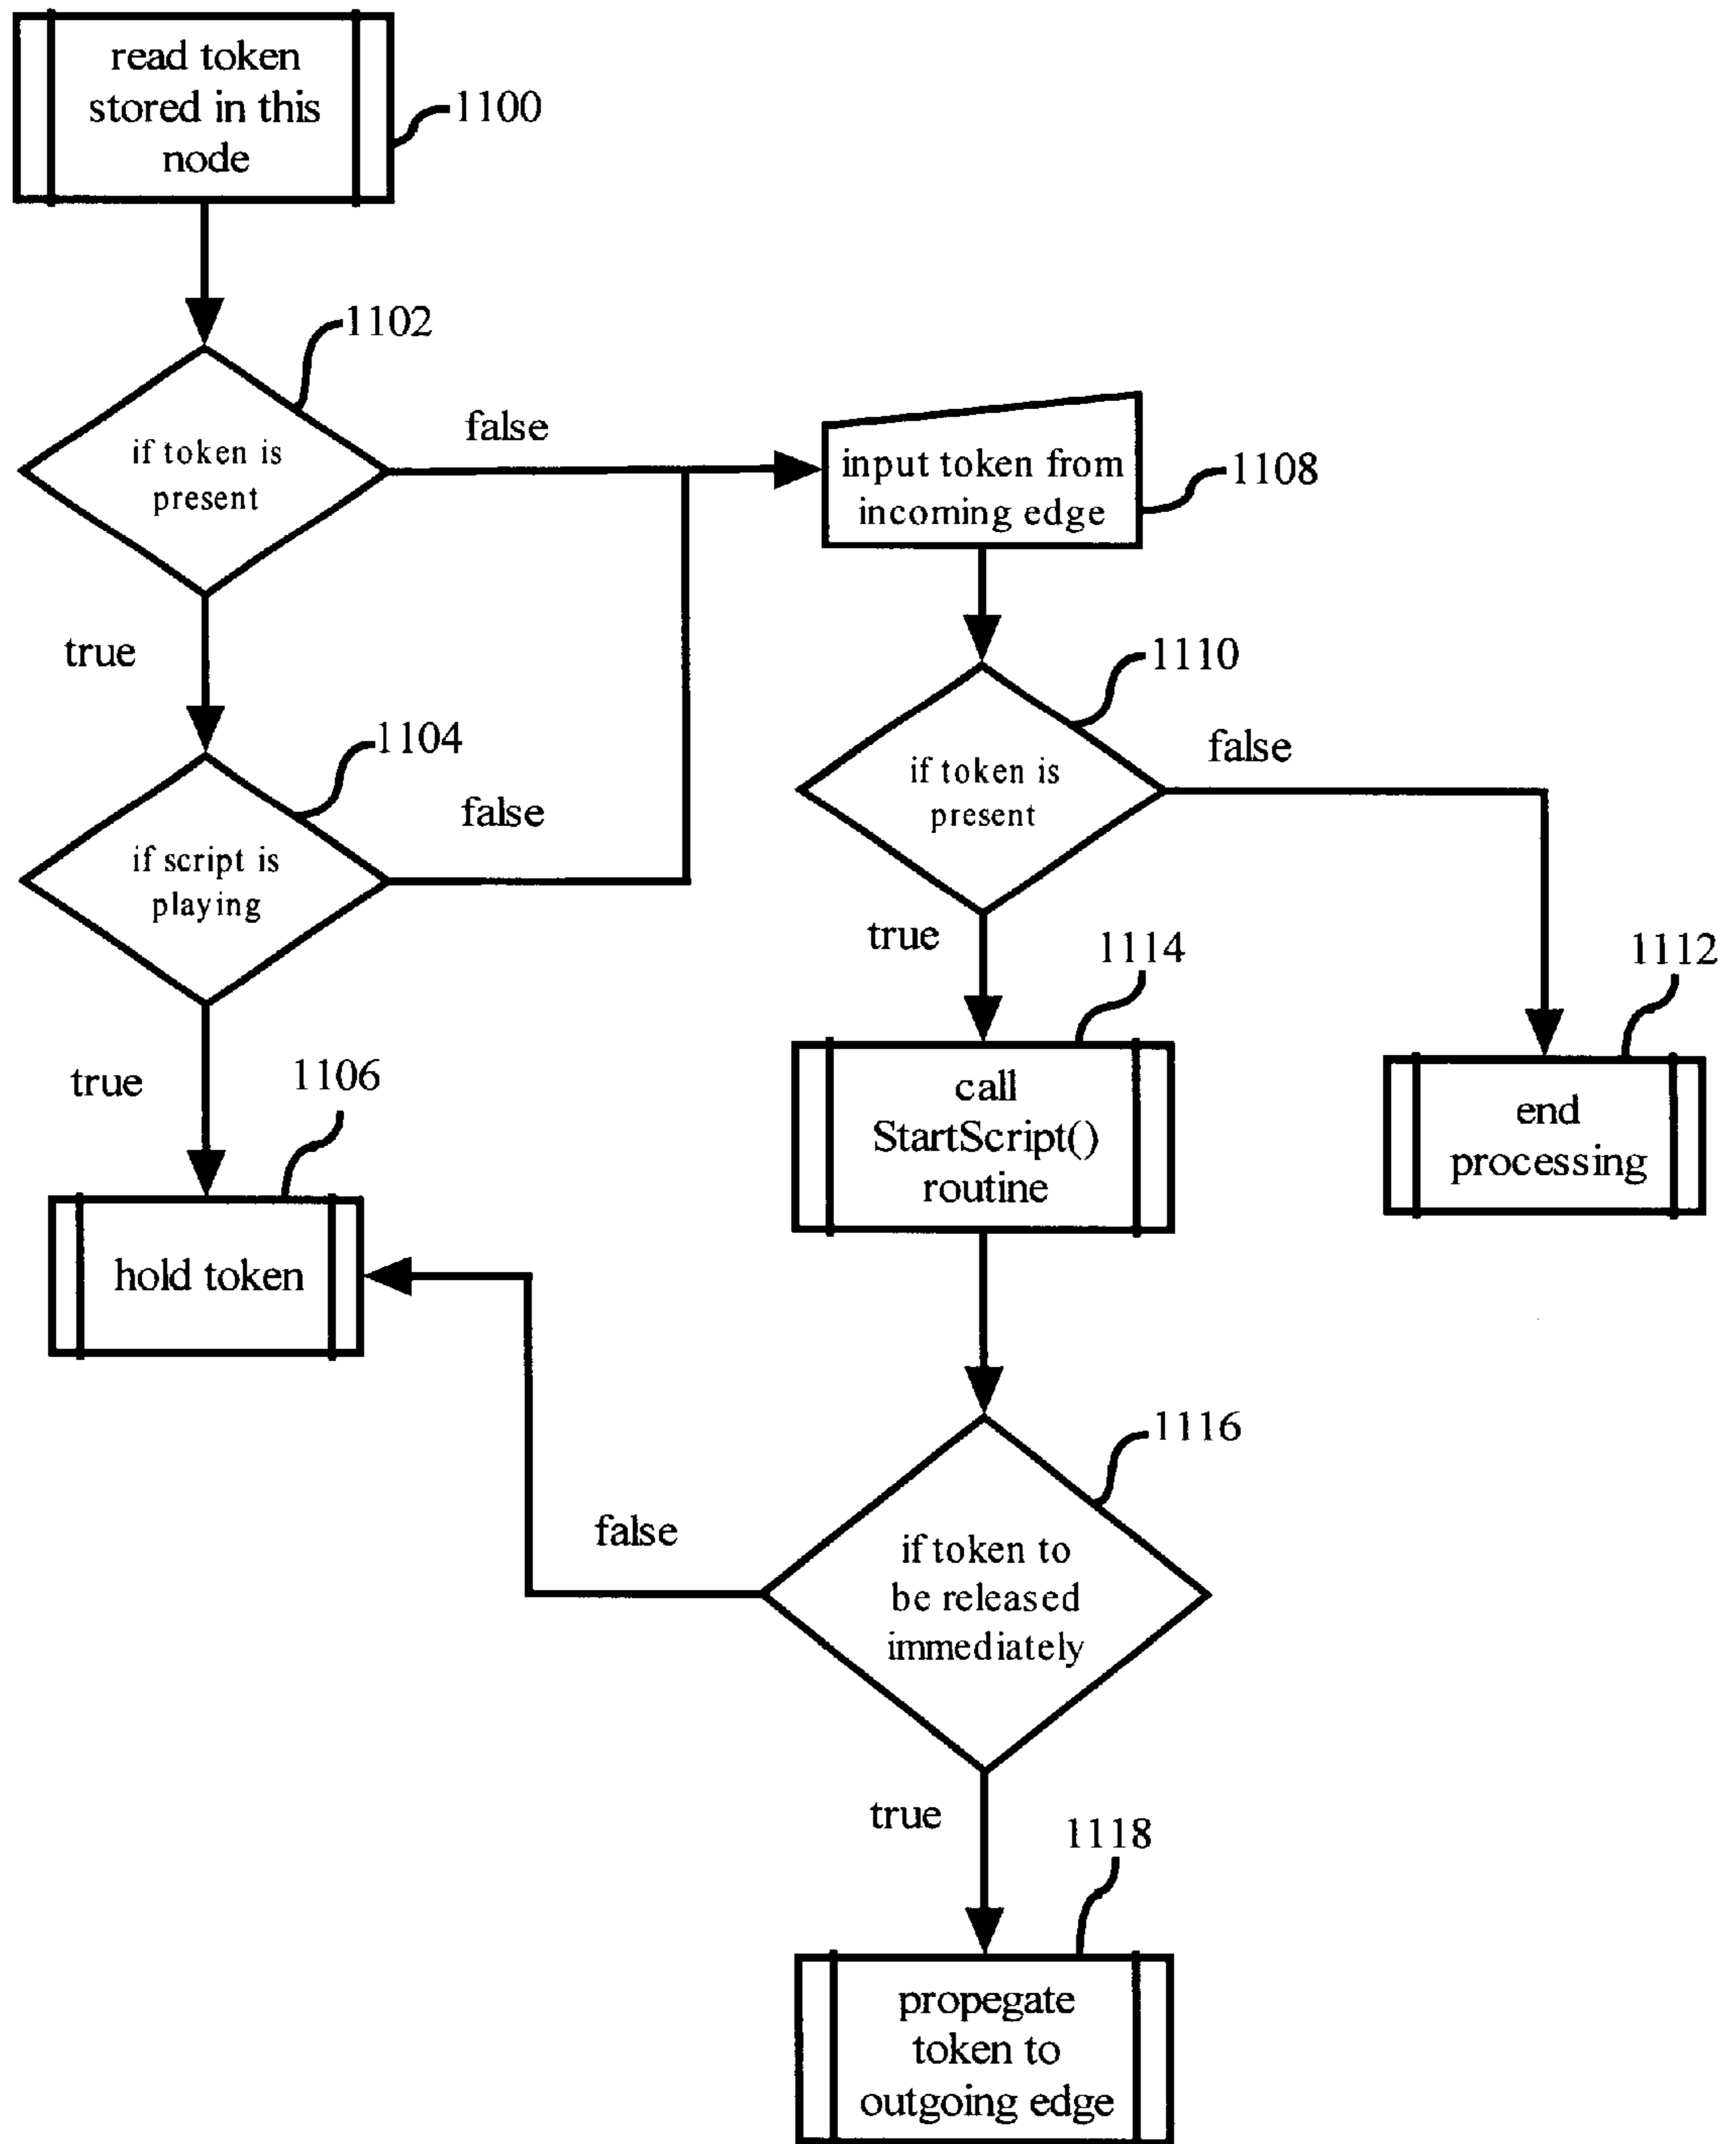 read token
stored in this
node
1100
1102
if token is
present
false
true
input token from
incoming edge
1108
1104
if script is
playing
false
true
1110
if token is
present
false
true
1106
hold token
1114
call
StartScript()
routine
1112
end
processing
1116
if token to
be released
immediately
false
true
1118
propegate
token to
outgoing edge